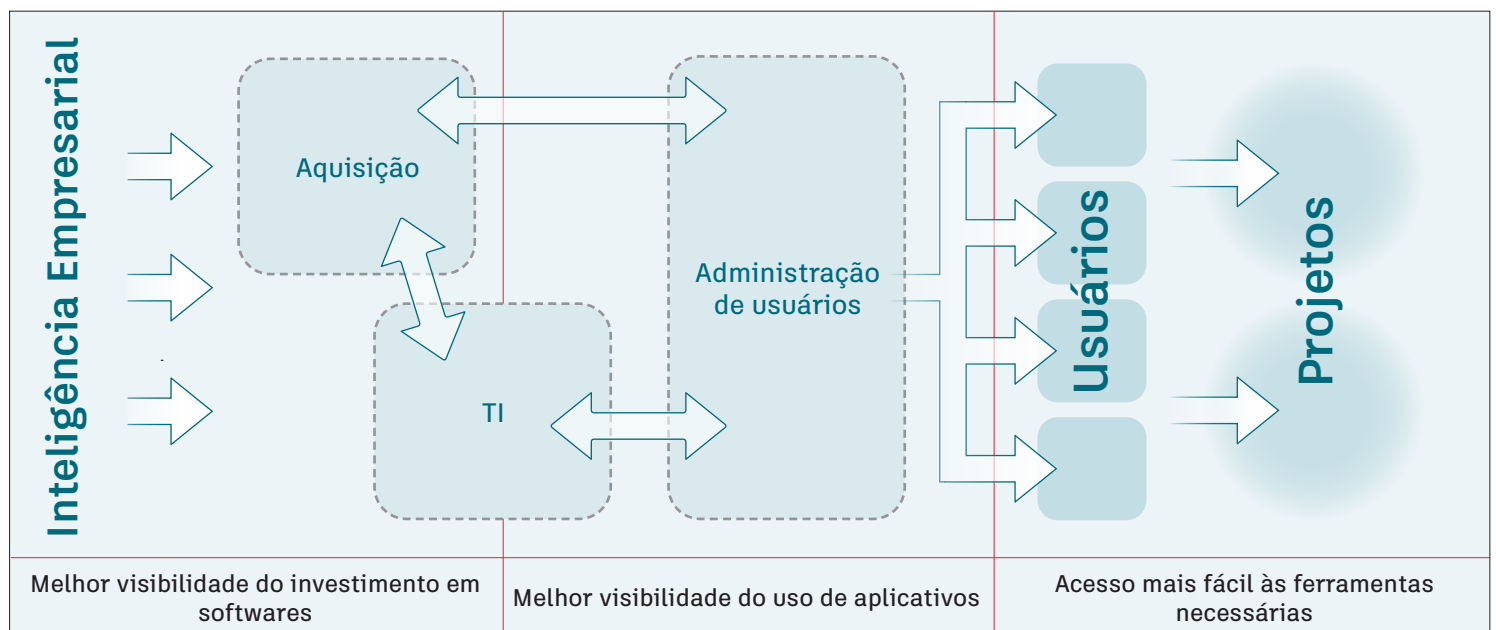 Inteligência Empresarial
Aquisição
TI
Administração
de usuários
Usuários
Projetos
Melhor visibilidade do investimento em
softwares
Melhor visibilidade do uso de aplicativos
Acesso mais fácil às ferramentas
necessárias